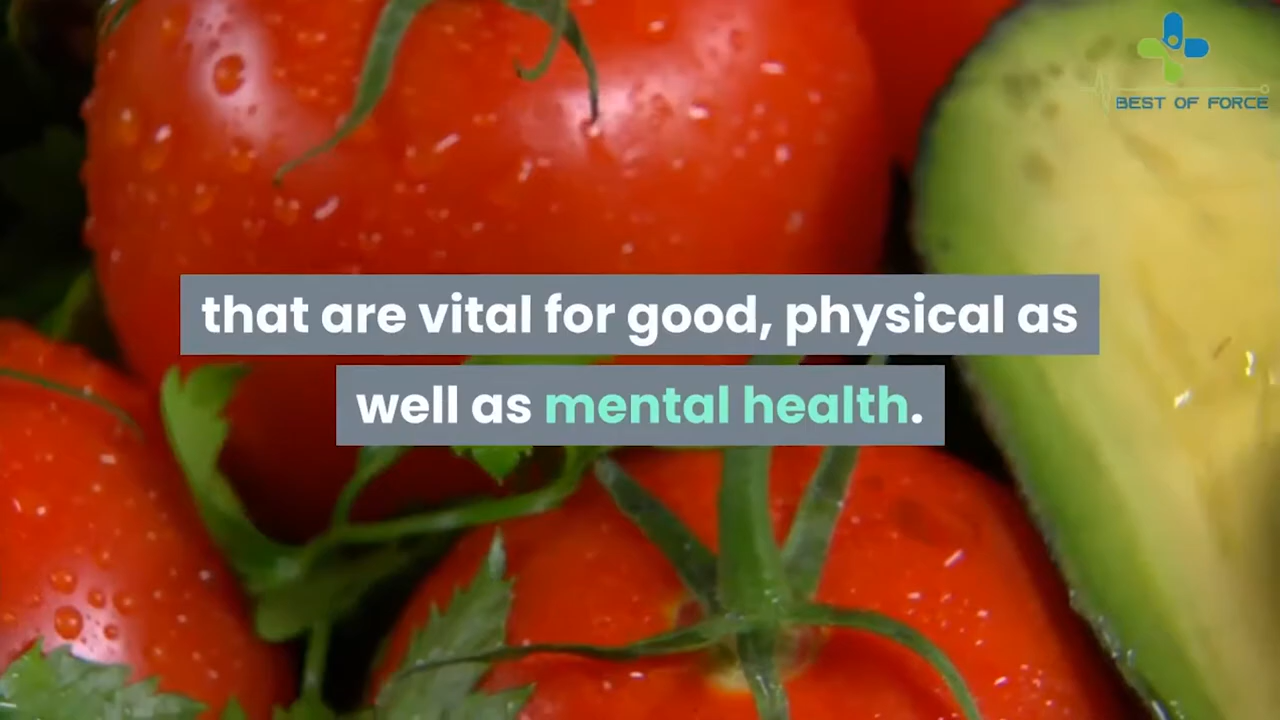 BEST OF FORCE
that are vital for good, physical as
well as mental health.